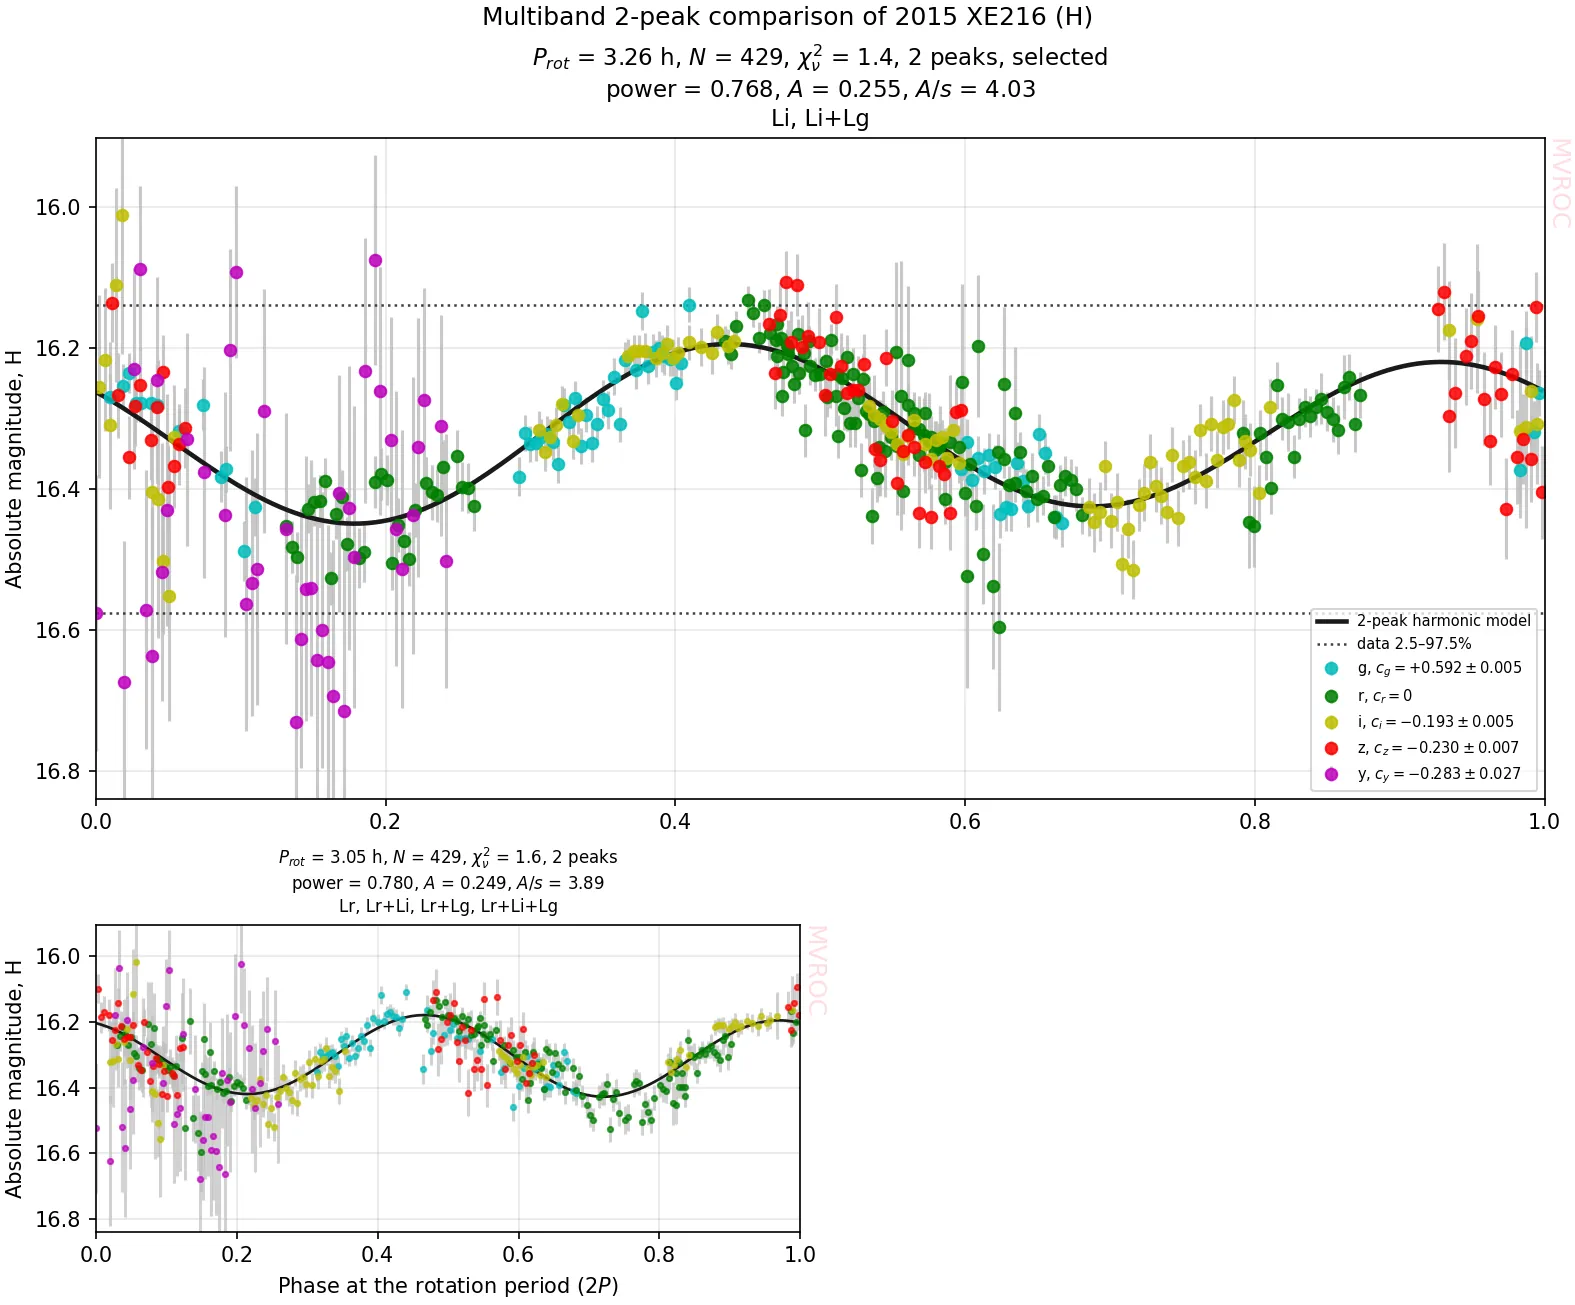 Multiband 2-peak comparison of 2015 XE216 (H)
P_rot = 3.26 h, N = 429, χ²_ν = 1.4, 2 peaks, selected
power = 0.768, A = 0.255, A/s = 4.03
Li, Li+Lg
MVROC
Absolute magnitude, H
16.0
16.2
16.4
16.6
16.8
2-peak harmonic model
data 2.5–97.5%
g, c_g = +0.592 ± 0.005
r, c_r = 0
i, c_i = −0.193 ± 0.005
z, c_z = −0.230 ± 0.007
y, c_y = −0.283 ± 0.027
0.0 0.2 0.4 0.6 0.8 1.0
P_rot = 3.05 h, N = 429, χ²_ν = 1.6, 2 peaks
power = 0.780, A = 0.249, A/s = 3.89
Lr, Lr+Li, Lr+Lg, Lr+Li+Lg
MVROC
Absolute magnitude, H
16.0
16.2
16.4
16.6
16.8
0.0 0.2 0.4 0.6 0.8 1.0
Phase at the rotation period (2P)